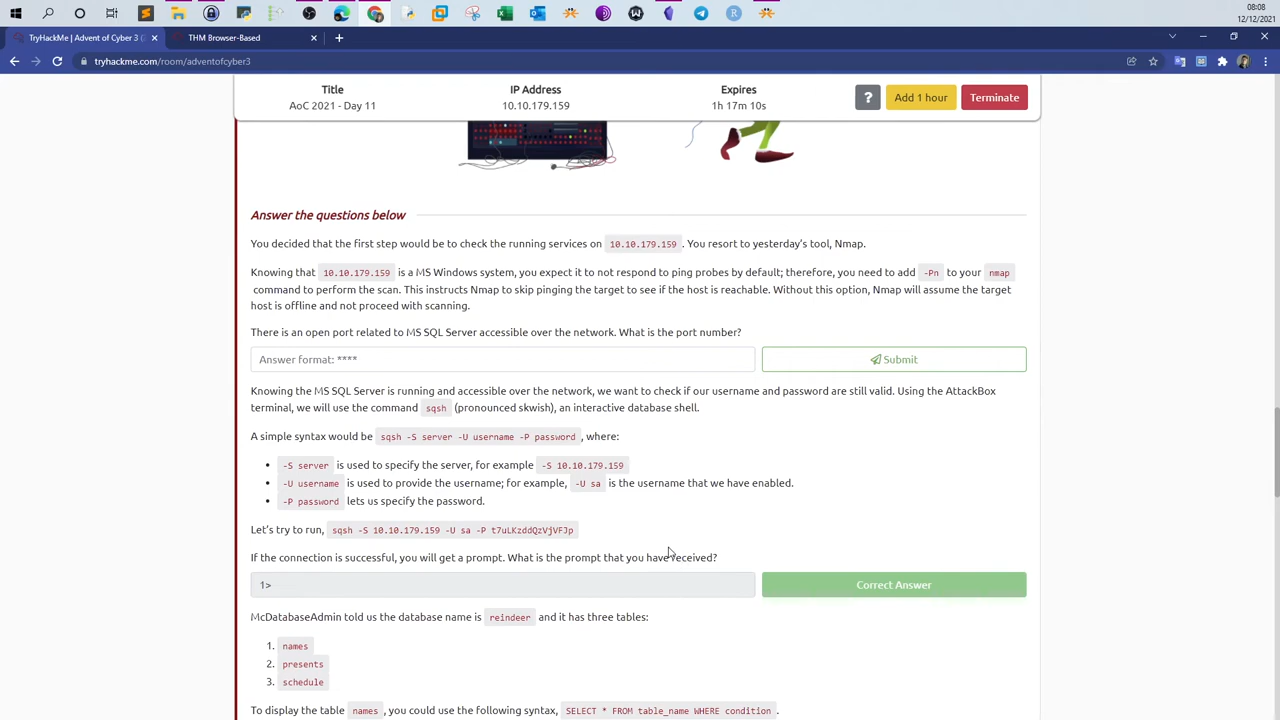 08:08
12/12/2021
TryHackMe | Advent of Cyber 3
THM Browser-Based
tryhackme.com/room/adventofcyber3
Title IP Address Expires
AoC 2021 - Day 11 10.10.179.159 1h 17m 10s
? Add 1 hour Terminate
Answer the questions below
You decided that the first step would be to check the running services on 10.10.179.159 . You resort to yesterday's tool, Nmap.
Knowing that 10.10.179.159 is a MS Windows system, you expect it to not respond to ping probes by default; therefore, you need to add -Pn to your nmap
command to perform the scan. This instructs Nmap to skip pinging the target to see if the host is reachable. Without this option, Nmap will assume the target
host is offline and not proceed with scanning.
There is an open port related to MS SQL Server accessible over the network. What is the port number?
Answer format: **** Submit
Knowing the MS SQL Server is running and accessible over the network, we want to check if our username and password are still valid. Using the AttackBox
terminal, we will use the command sqsh (pronounced skwish), an interactive database shell.
A simple syntax would be sqsh -S server -U username -P password , where:
• -S server is used to specify the server, for example -S 10.10.179.159
• -U username is used to provide the username; for example, -U sa is the username that we have enabled.
• -P password lets us specify the password.
Let's try to run, sqsh -S 10.10.179.159 -U sa -P t7uLKzddQzVjVFJp
If the connection is successful, you will get a prompt. What is the prompt that you have received?
1> Correct Answer
McDatabaseAdmin told us the database name is reindeer and it has three tables:
1. names
2. presents
3. schedule
To display the table names , you could use the following syntax, SELECT * FROM table_name WHERE condition .